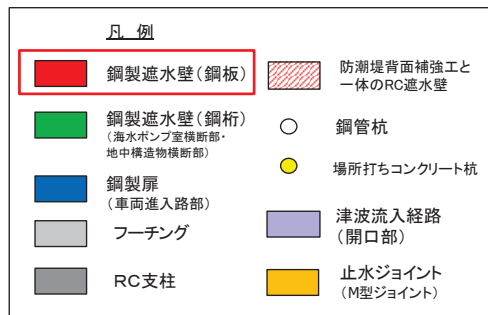 凡 例
鋼製遮水壁(鋼板)
鋼製遮水壁(鋼桁)
(海水ポンプ室横断部・
地中構造物横断部)
鋼製扉
(車両進入路部)
フーチング
RC支柱
防潮堤背面補強工と
一体のRC遮水壁
鋼管杭
場所打ちコンクリート杭
津波流入経路
(開口部)
止水ジョイント
(M型ジョイント)